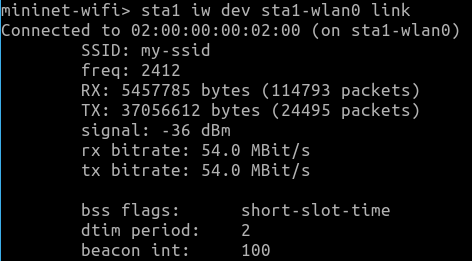 mininet-wifi> sta1 iw dev sta1-wlan0 link
Connected to 02:00:00:00:02:00 (on sta1-wlan0)
SSID: my-ssid
freq: 2412
RX: 5457785 bytes (114793 packets)
TX: 37056612 bytes (24495 packets)
signal: -36 dBm
rx bitrate: 54.0 MBit/s
tx bitrate: 54.0 MBit/s
bss flags: short-slot-time
dtim period: 2
beacon int: 100